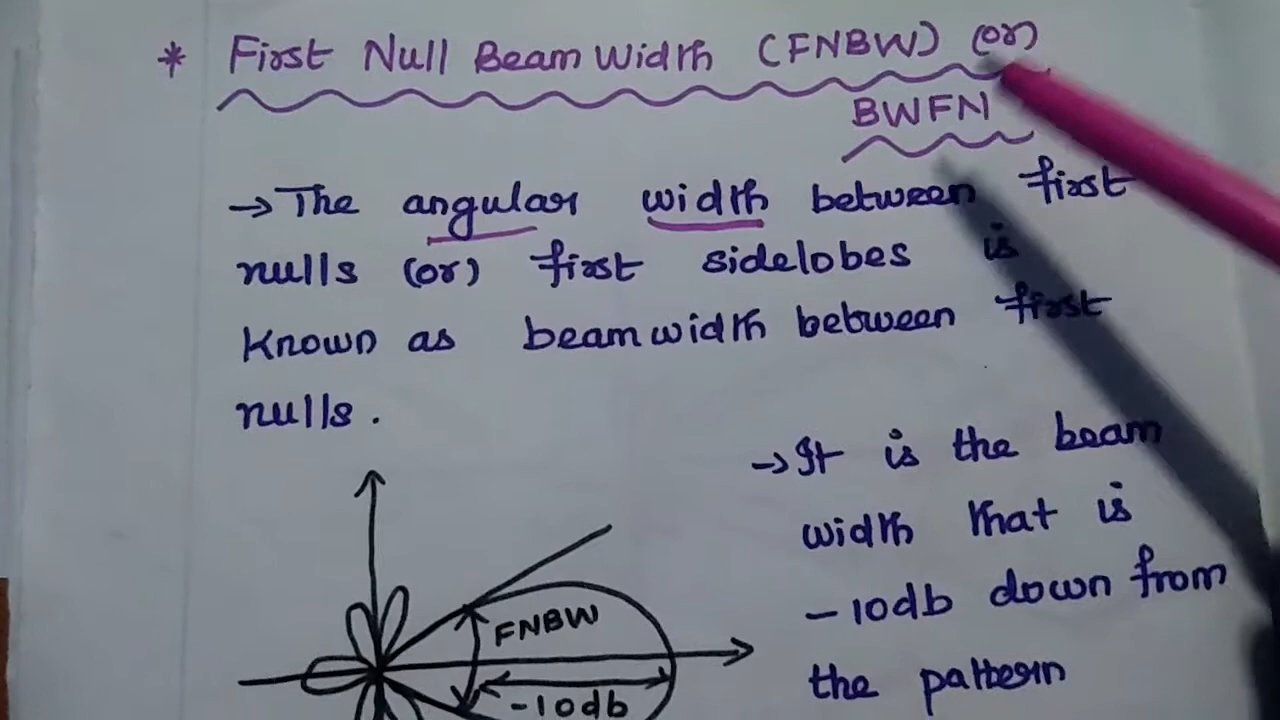 * First Null Beam Width (FNBW) (or)
BWFN
→ The angular width between first
nulls (or) first sidelobes is
Known as beamwidth between first
nulls.
→ It is the beam
width that is
-10db down from
the pattern
FNBW
-10db